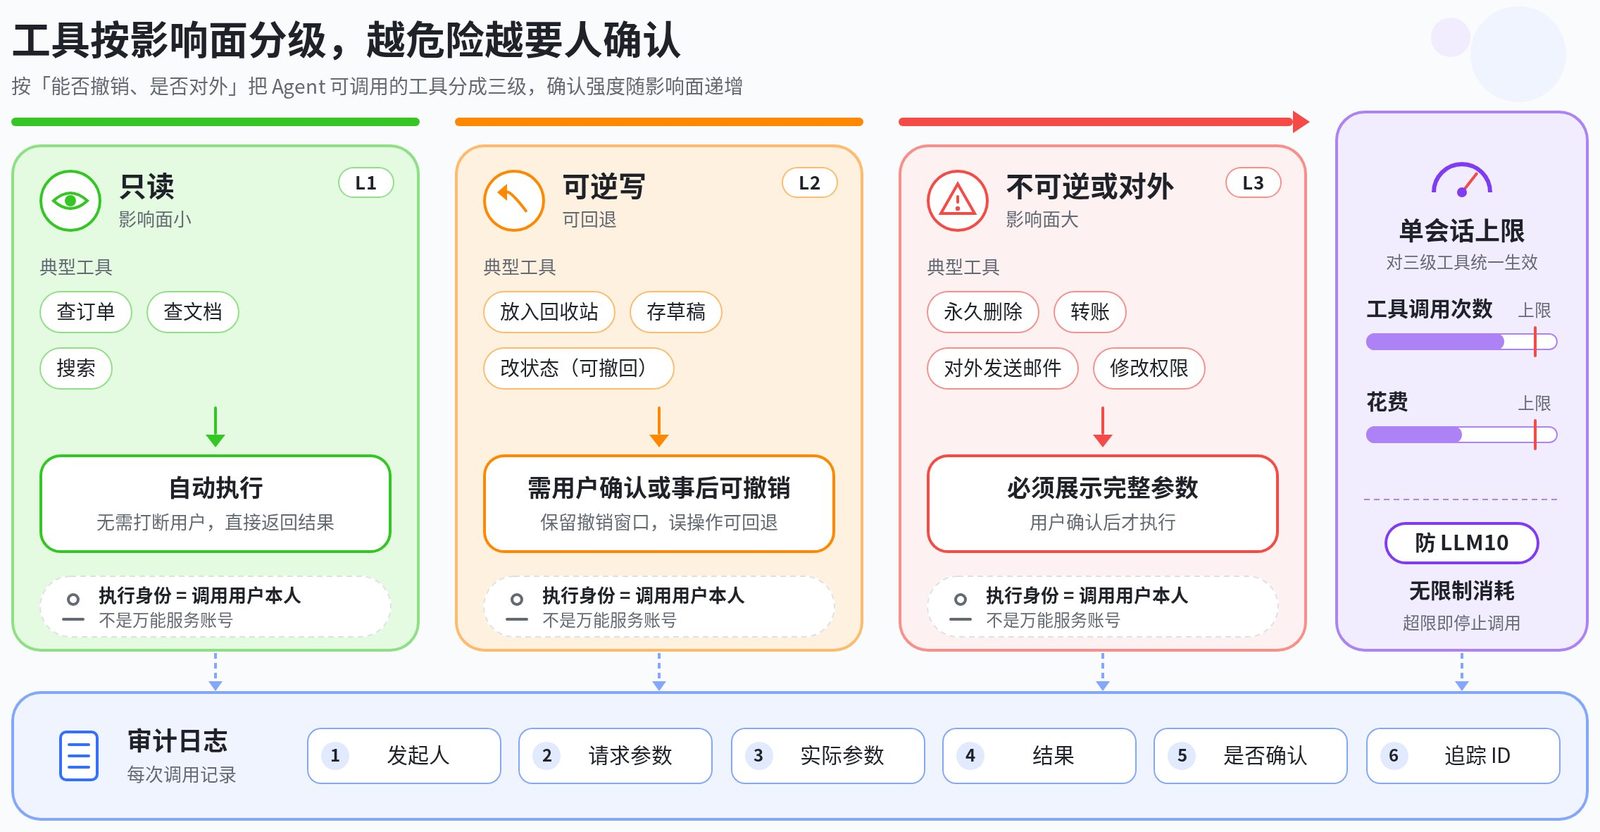 工具按影响面分级，越危险越要人确认
按「能否撤销、是否对外」把 Agent 可调用的工具分成三级，确认强度随影响面递增
只读
L1
影响面小
典型工具
查订单
查文档
搜索
自动执行
无需打断用户，直接返回结果
执行身份 = 调用用户本人
不是万能服务账号
可逆写
L2
可回退
典型工具
放入回收站
存草稿
改状态（可撤回）
需用户确认或事后可撤销
保留撤销窗口，误操作可回退
执行身份 = 调用用户本人
不是万能服务账号
不可逆或对外
L3
影响面大
典型工具
永久删除
转账
对外发送邮件
修改权限
必须展示完整参数
用户确认后才执行
执行身份 = 调用用户本人
不是万能服务账号
单会话上限
对三级工具统一生效
工具调用次数
上限
花费
上限
防 LLM10
无限制消耗
超限即停止调用
审计日志
每次调用记录
1 发起人
2 请求参数
3 实际参数
4 结果
5 是否确认
6 追踪 ID